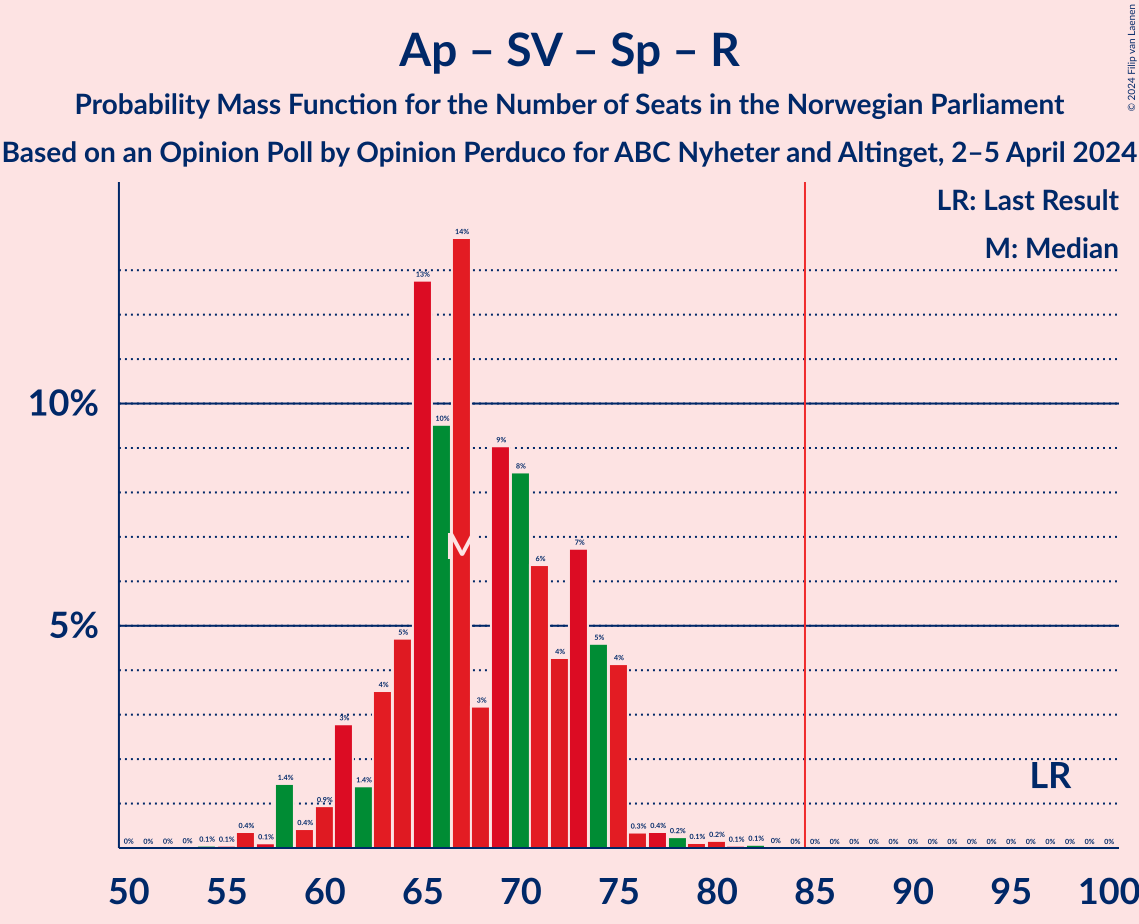 Ap – SV – Sp – R
Probability Mass Function for the Number of Seats in the Norwegian Parliament
Based on an Opinion Poll by Opinion Perduco for ABC Nyheter and Altinget, 2–5 April 2024
© 2024 Filip van Laenen
LR: Last Result
M: Median
10%
5%
0% 0% 0% 0% 0.1% 0.1% 0.4% 0.1% 1.4% 0.4% 0.9% 3% 1.4% 4% 5% 13% 10% 14% 3% 9% 8% 6% 4% 7% 5% 4% 0.3% 0.4% 0.2% 0.1% 0.2% 0.1% 0.1% 0% 0% 0% 0% 0% 0% 0% 0% 0% 0% 0% 0% 0% 0% 0% 0% 0% 0%
M
LR
50 55 60 65 70 75 80 85 90 95 100